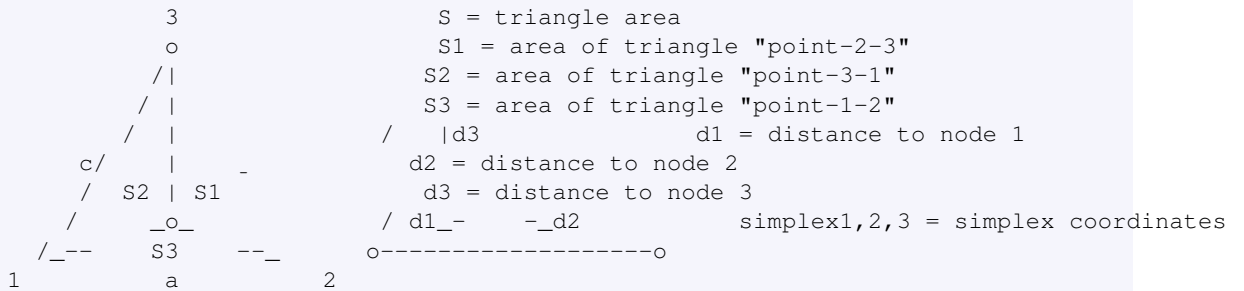 3                          S = triangle area
o                          S1 = area of triangle "point-2-3"
/|                         S2 = area of triangle "point-3-1"
/ |                         S3 = area of triangle "point-1-2"
/  |                  /  |d3              d1 = distance to node 1
c/    |     -            d2 = distance to node 2
/  S2 | S1               d3 = distance to node 3
/     _o_             / d1_-    -_d2          simplex1,2,3 = simplex coordinates
/_--    S3    --_       o------------------o
1          a          2